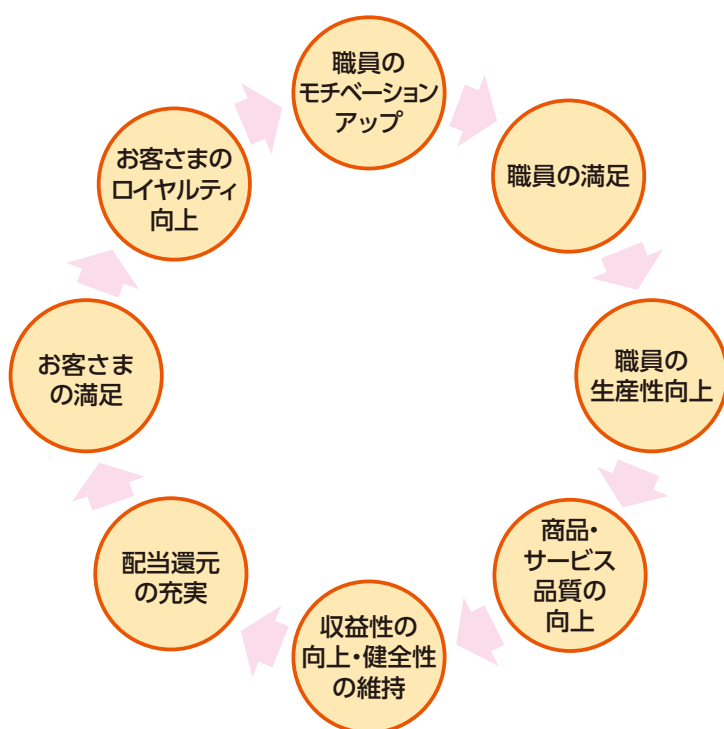 職員の
モチベーション
アップ
職員の満足
職員の
生産性向上
商品・
サービス
品質の
向上
収益性の
向上・健全性
の維持
配当還元
の充実
お客さま
の満足
お客さまの
ロイヤルティ
向上